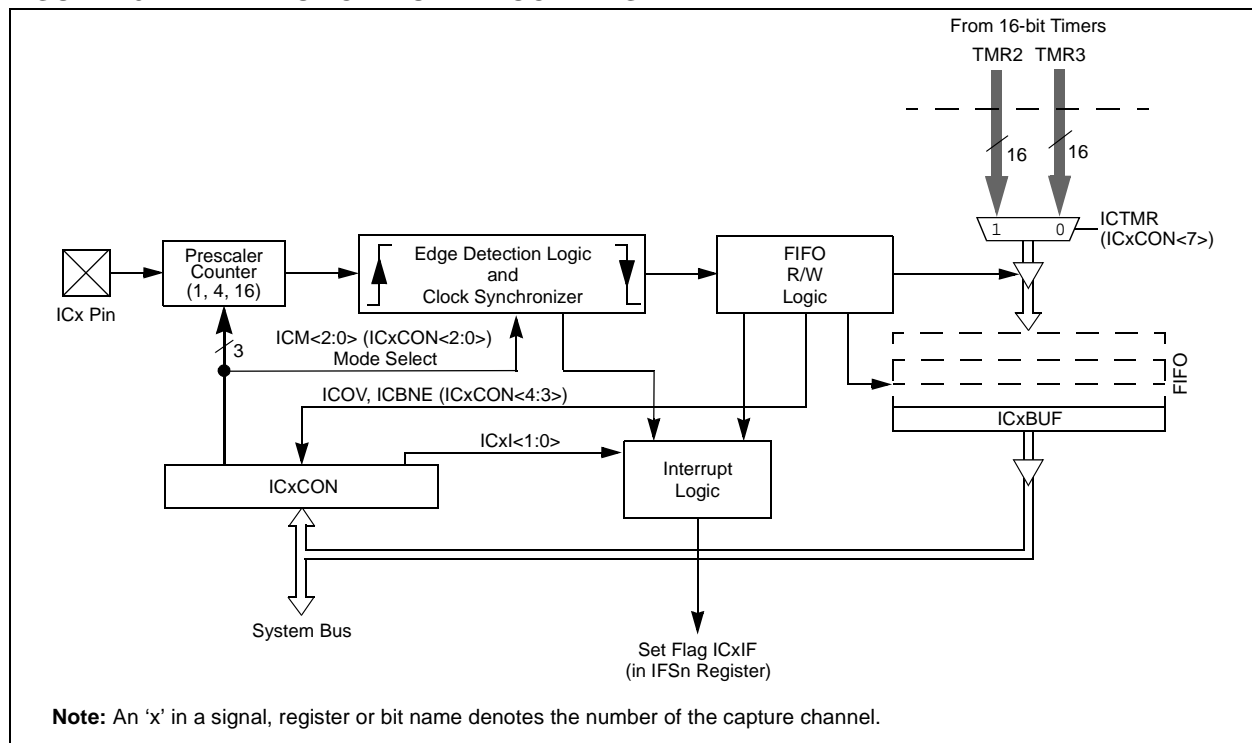 From 16-bit Timers
TMR2 TMR3
16 16
1 0
ICTMR
(ICxCON<7>)
Prescaler
Counter
(1, 4, 16)
Edge Detection Logic
and
Clock Synchronizer
FIFO
R/W
Logic
ICx Pin
3
ICM<2:0> (ICxCON<2:0>)
Mode Select
FIFO
ICOV, ICBNE (ICxCON<4:3>)
ICxBUF
ICxI<1:0>
Interrupt
Logic
ICxCON
System Bus
Set Flag ICxIF
(in IFSn Register)
Note: An ‘x’ in a signal, register or bit name denotes the number of the capture channel.